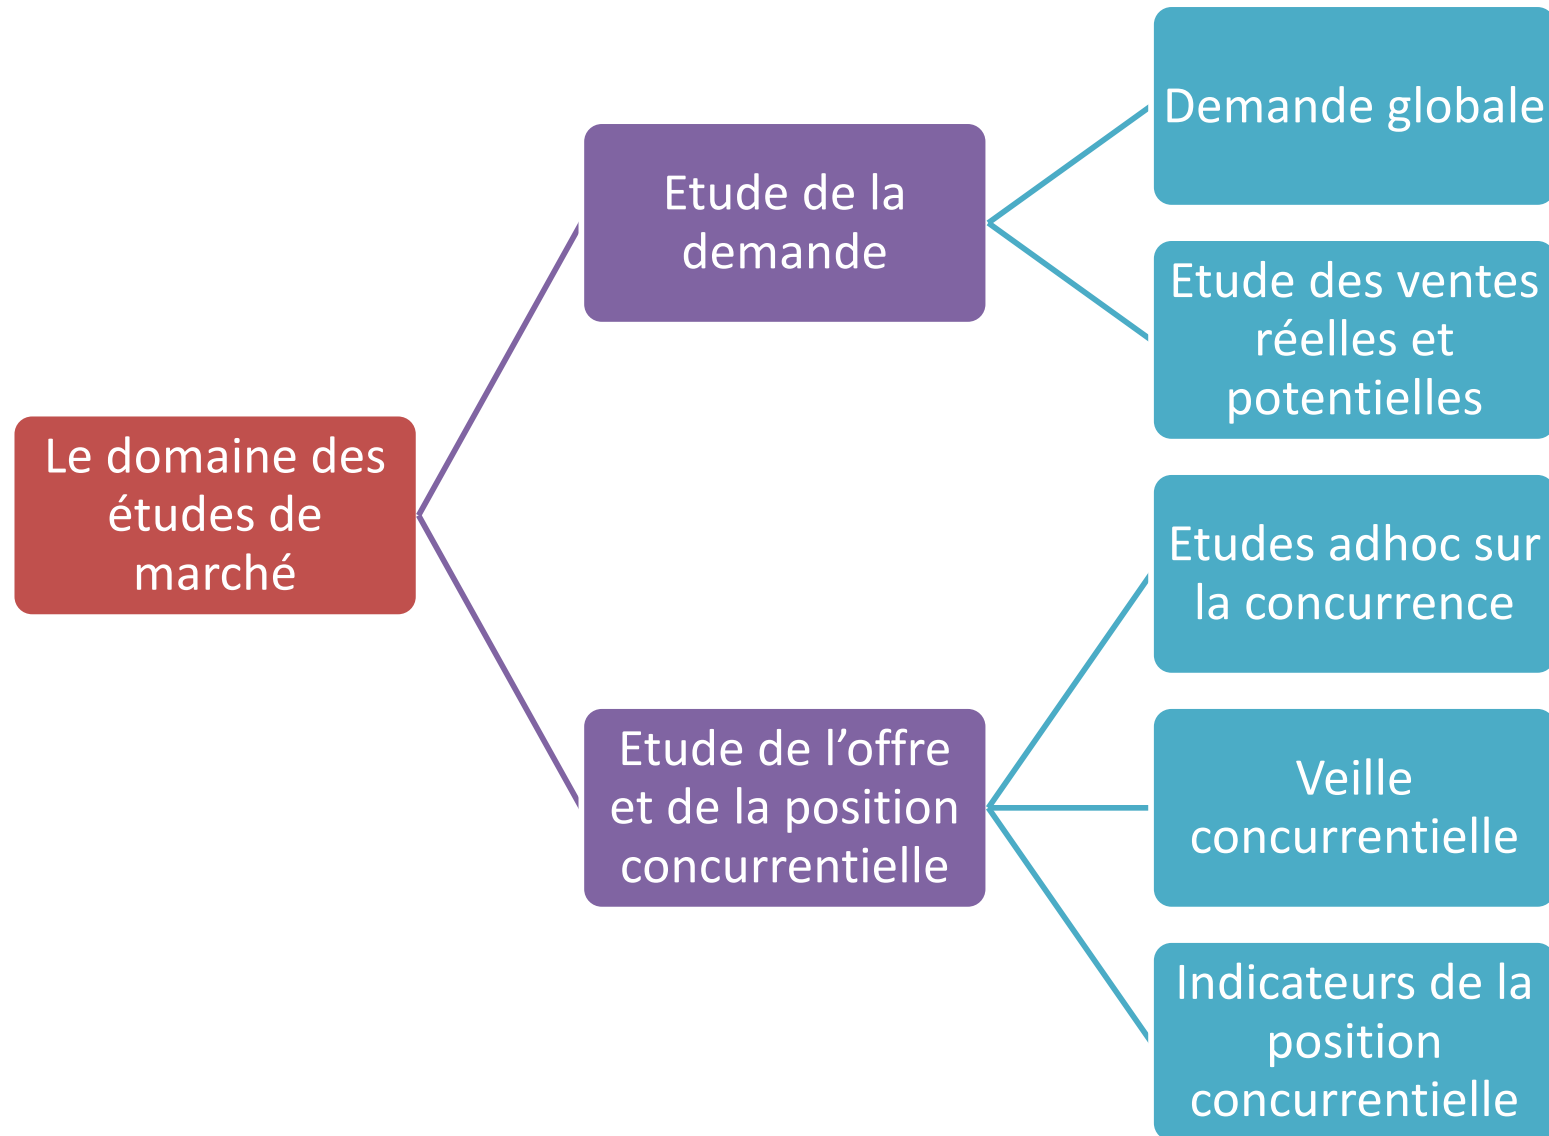 Le domaine des
études de
marché
Etude de la
demande
Demande globale
Etude des ventes
réelles et
potentielles
Etude de l’offre
et de la position
concurrentielle
Etudes adhoc sur
la concurrence
Veille
concurrentielle
Indicateurs de la
position
concurrentielle